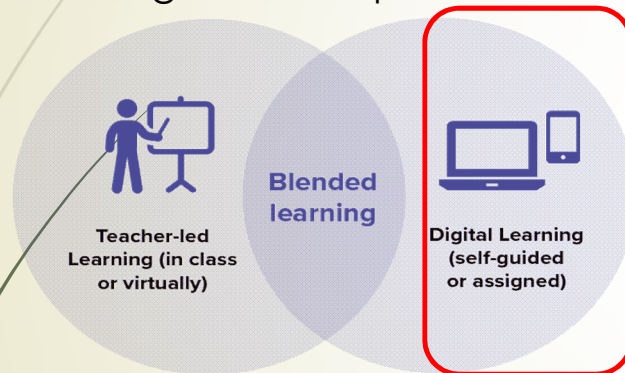 Blended
learning
Teacher-led
Learning (in class
or virtually)
Digital Learning
(self-guided
or assigned)